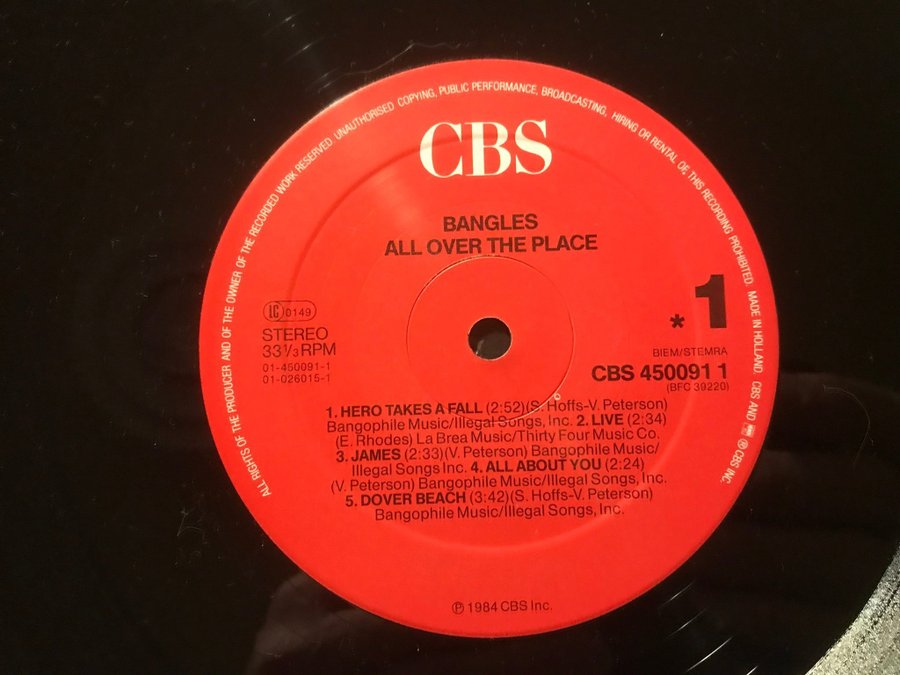 ALL RIGHTS OF THE PRODUCER AND OF THE OWNER OF THE RECORDED WORK RESERVED. UNAUTHORISED COPYING, PUBLIC PERFORMANCE, BROADCASTING, HIRING OR RENTAL OF THIS RECORDING PROHIBITED. MADE IN HOLLAND. CBS AND ℗ CBS INC.
CBS
BANGLES
ALL OVER THE PLACE
LC 0149
STEREO
33⅓ RPM
01-450091-1
01-026015-1
* 1
BIEM/STEMRA
CBS 450091 1
(BFC 39220)
1. HERO TAKES A FALL (2:52)(S. Hoffs-V. Peterson)
Bangophile Music/Illegal Songs, Inc. 2. LIVE (2:34)
(E. Rhodes) La Brea Music/Thirty Four Music Co.
3. JAMES (2:33)(V. Peterson) Bangophile Music/
Illegal Songs Inc. 4. ALL ABOUT YOU (2:24)
(V. Peterson) Bangophile Music/Illegal Songs, Inc.
5. DOVER BEACH (3:42)(S. Hoffs-V. Peterson)
Bangophile Music/Illegal Songs, Inc.
℗ 1984 CBS Inc.